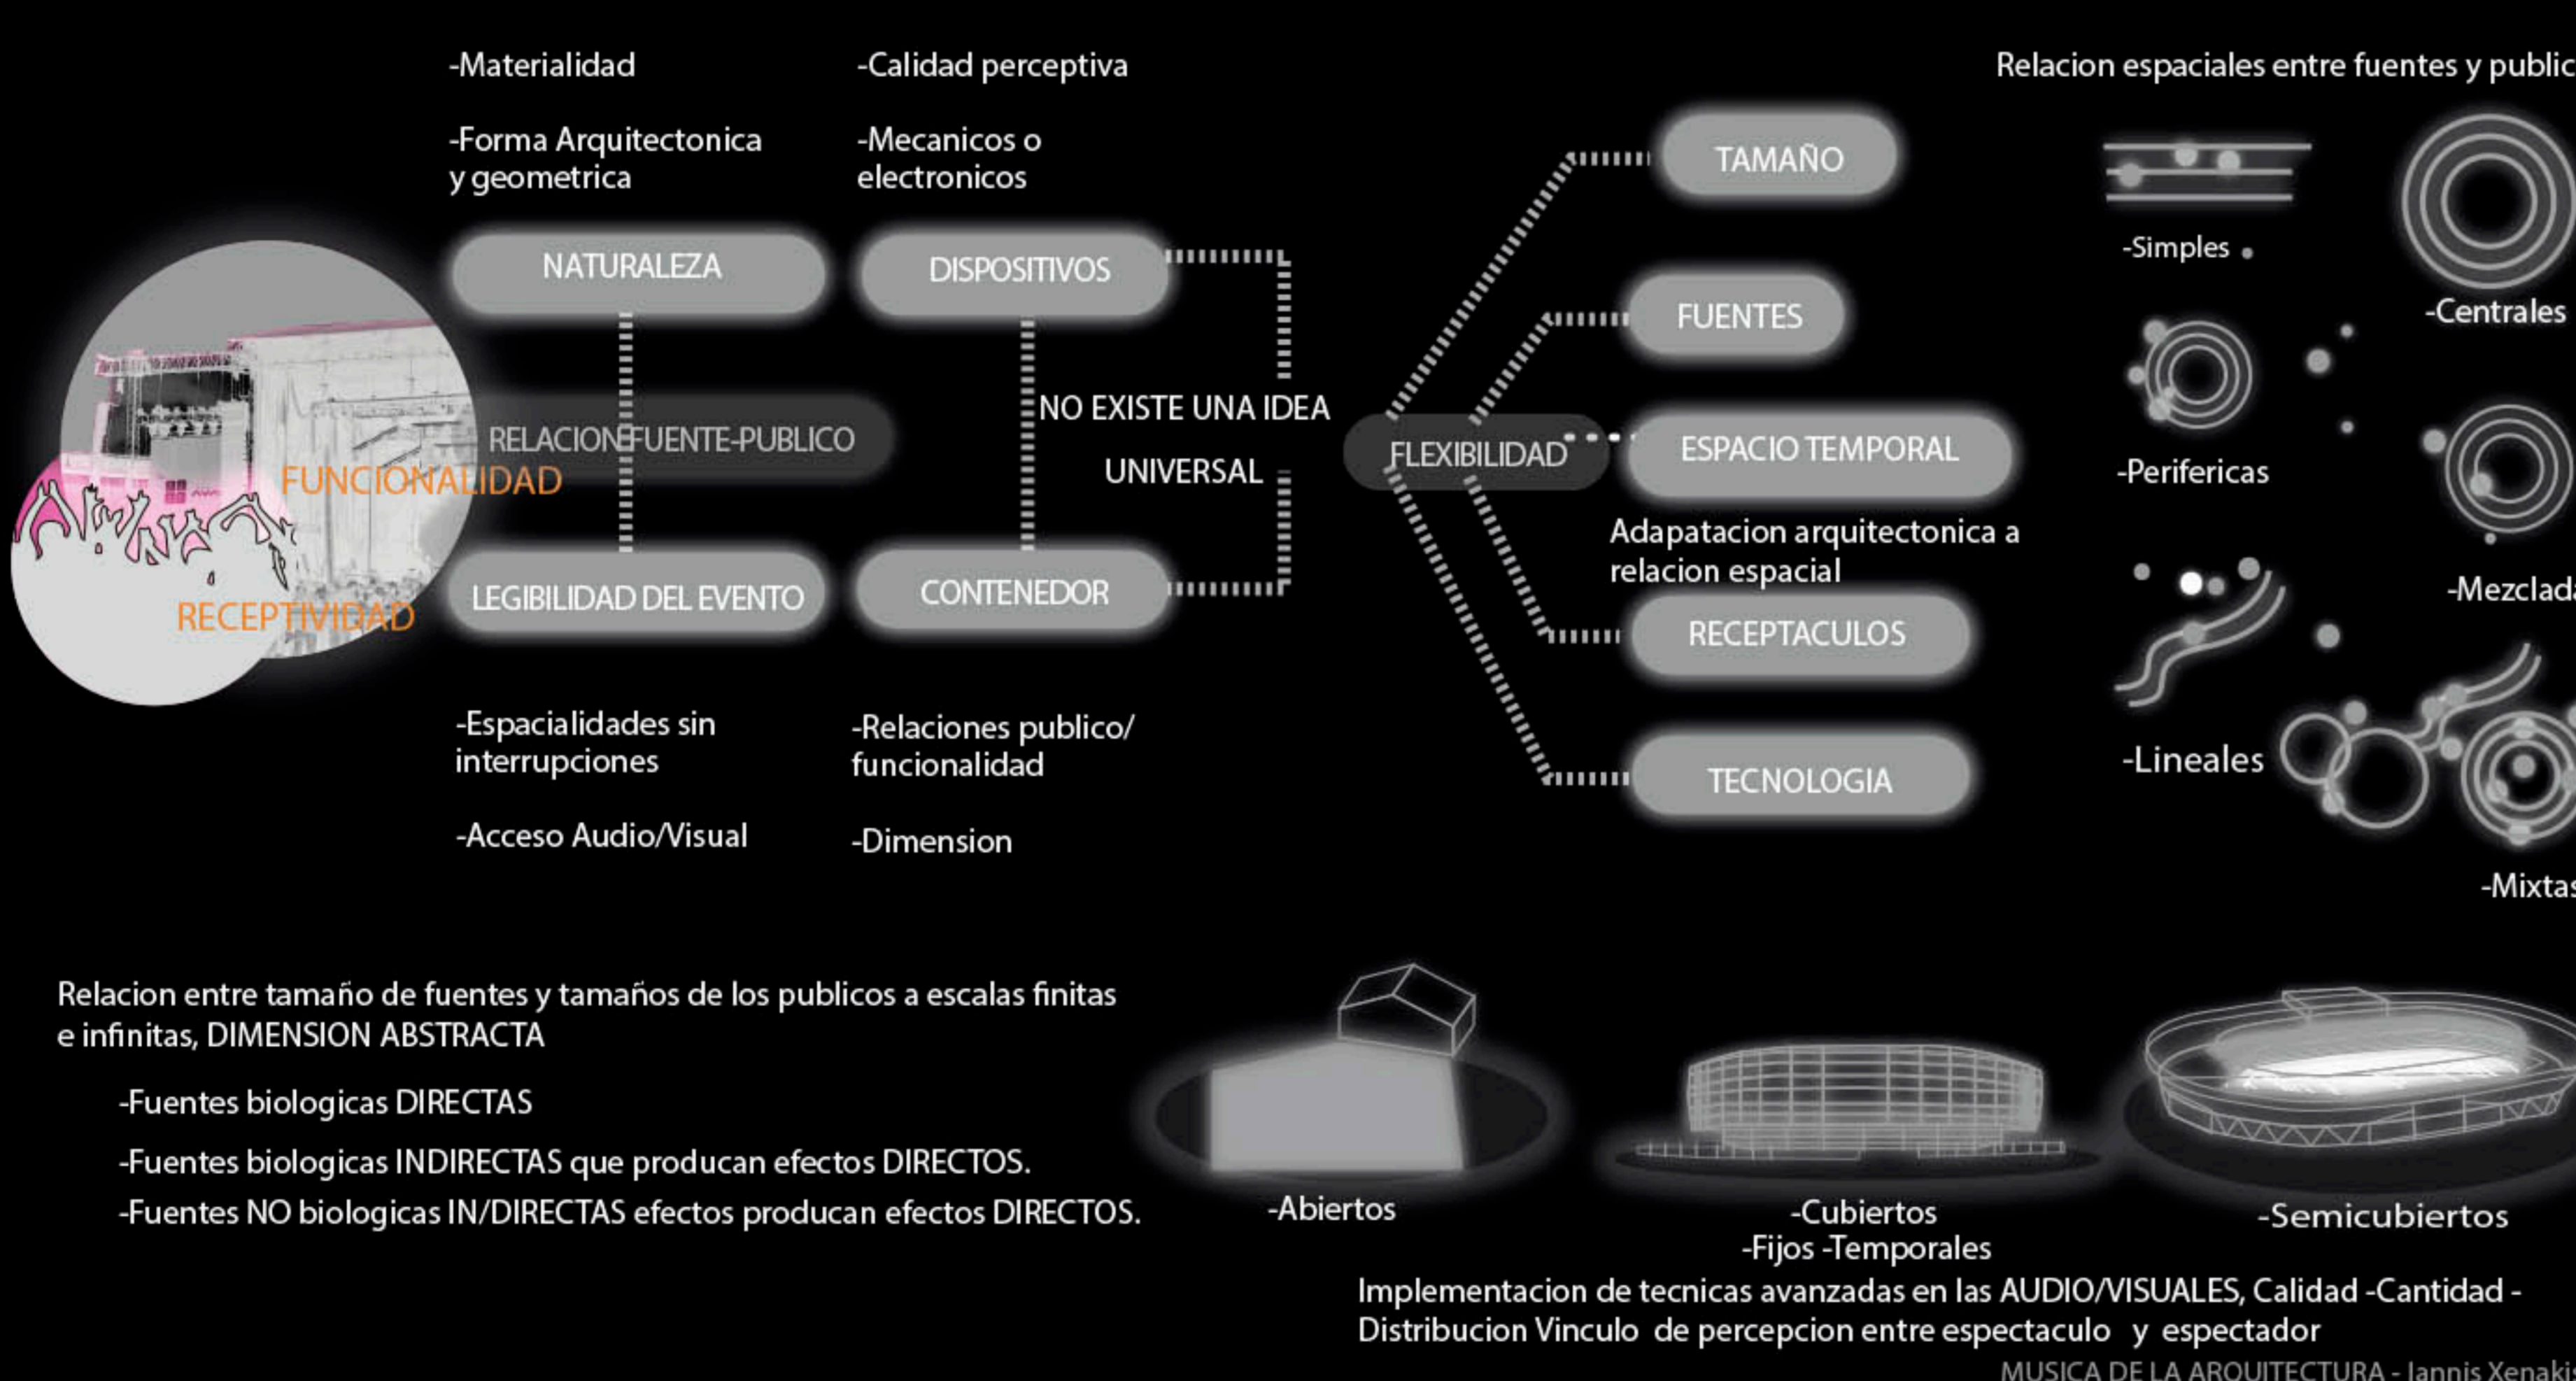 -Materialidad
-Forma Arquitectonica
y geometrica
-Calidad perceptiva
-Mecanicos o
electronicos
NATURALEZA
DISPOSITIVOS
RELACION FUENTE-PUBLICO
FUNCIONALIDAD
RECEPTIVIDAD
NO EXISTE UNA IDEA
UNIVERSAL
LEGIBILIDAD DEL EVENTO
CONTENEDOR
-Espacialidades sin
interrupciones
-Acceso Audio/Visual
-Relaciones publico/
funcionalidad
-Dimension
FLEXIBILIDAD
TAMAÑO
FUENTES
ESPACIO TEMPORAL
Adapatacion arquitectonica a
relacion espacial
RECEPTACULOS
TECNOLOGIA
Relacion espaciales entre fuentes y public
-Simples
-Centrales
-Perifericas
-Mezclada
-Lineales
-Mixtas
Relacion entre tamaño de fuentes y tamaños de los publicos a escalas finitas
e infinitas, DIMENSION ABSTRACTA
-Fuentes biologicas DIRECTAS
-Fuentes biologicas INDIRECTAS que producan efectos DIRECTOS.
-Fuentes NO biologicas IN/DIRECTAS efectos producan efectos DIRECTOS.
-Abiertos
-Cubiertos
-Fijos -Temporales
-Semicubiertos
Implementacion de tecnicas avanzadas en las AUDIO/VISUALES, Calidad -Cantidad -
Distribucion Vinculo de percepcion entre espectaculo y espectador
MUSICA DE LA ARQUITECTURA - Iannis Xenakis